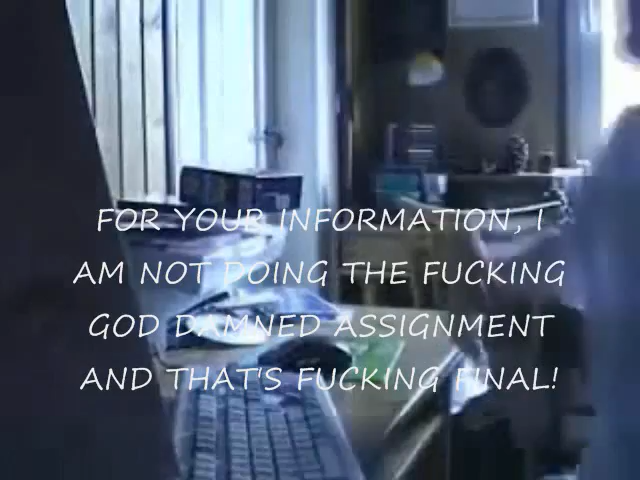 FOR YOUR INFORMATION, I
AM NOT DOING THE FUCKING
GOD DAMNED ASSIGNMENT
AND THAT'S FUCKING FINAL!